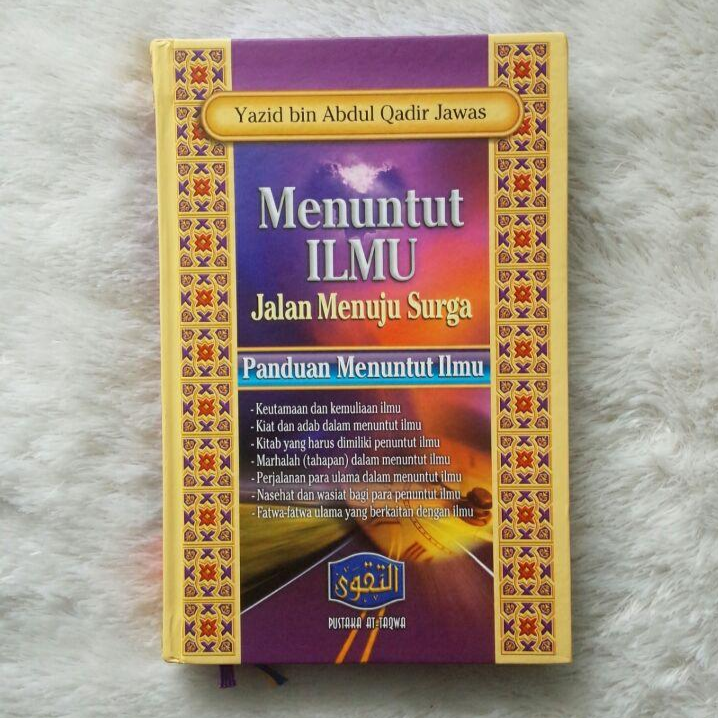 Yazid bin Abdul Qadir Jawas
Menuntut
ILMU
Jalan Menuju Surga
Panduan Menuntut Ilmu
- Keutamaan dan kemuliaan ilmu
- Kiat dan adab dalam menuntut ilmu
- Kitab yang harus dimiliki penuntut ilmu
- Marhalah (tahapan) dalam menuntut ilmu
- Perjalanan para ulama dalam menuntut ilmu
- Nasehat dan wasiat bagi para penuntut ilmu
- Fatwa-fatwa ulama yang berkaitan dengan ilmu
التقوى
PUSTAKA AT-TAQWA